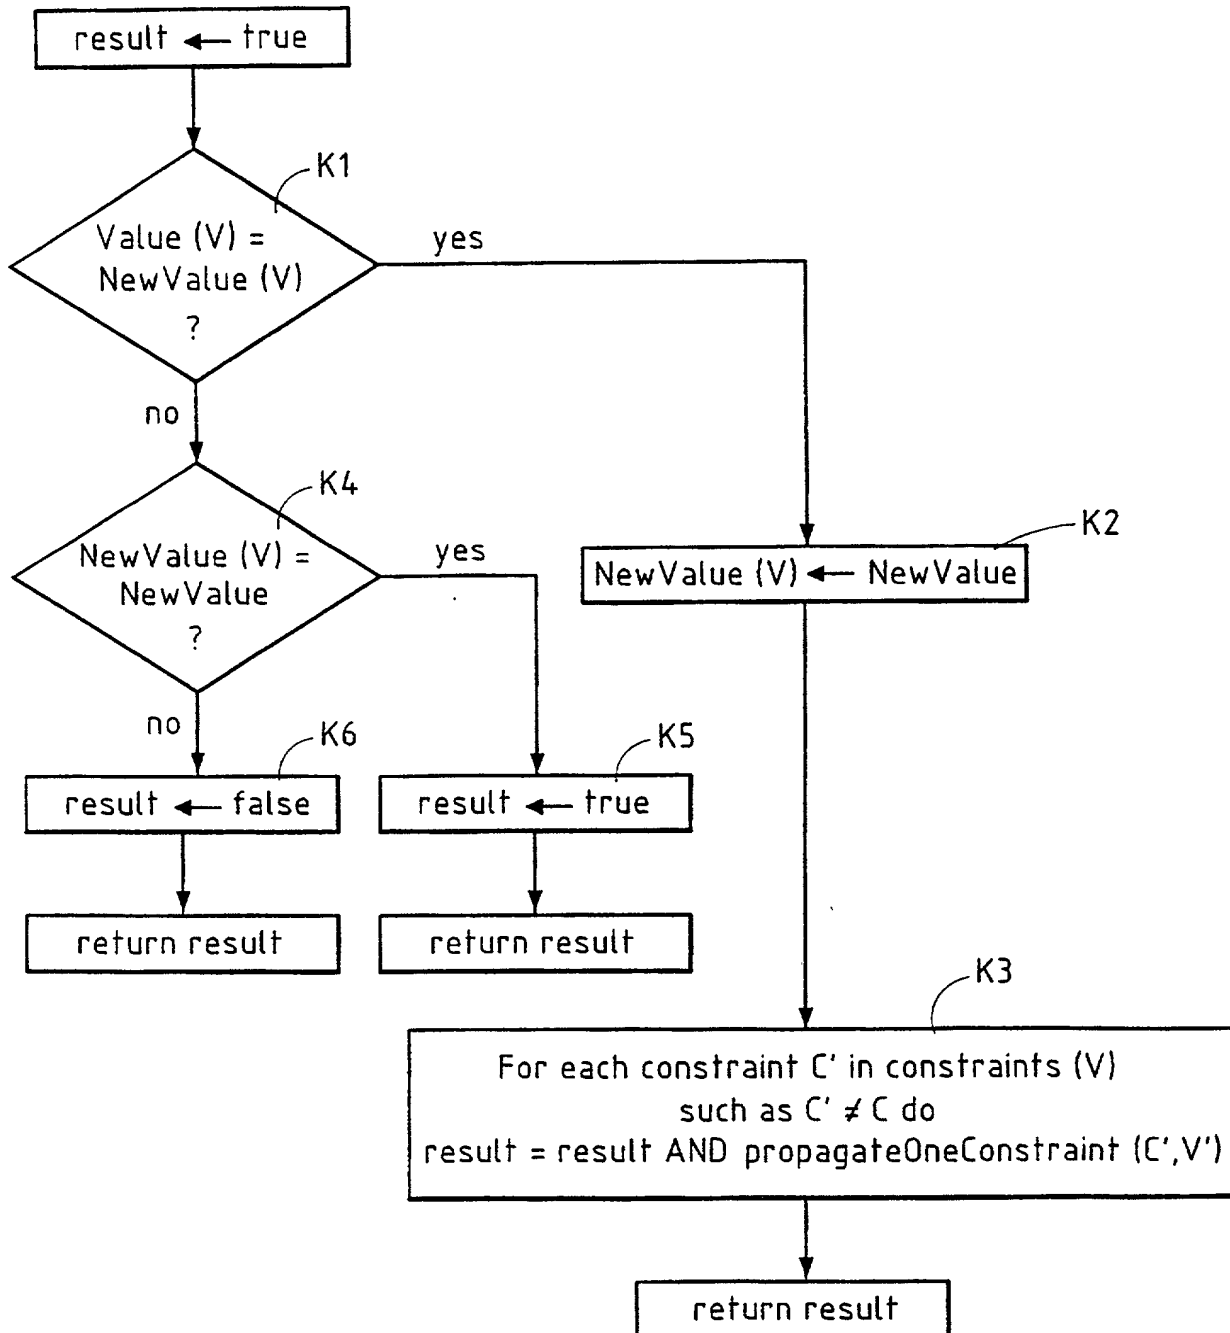 result ← true
K1
Value (V) =
NewValue (V)
?
yes
no
K4
NewValue (V) =
NewValue
?
yes
K2
NewValue (V) ← NewValue
no
K6
result ← false
K5
result ← true
return result
return result
K3
For each constraint C' in constraints (V)
such as C' ≠ C do
result = result AND propagateOneConstraint (C',V')
return result